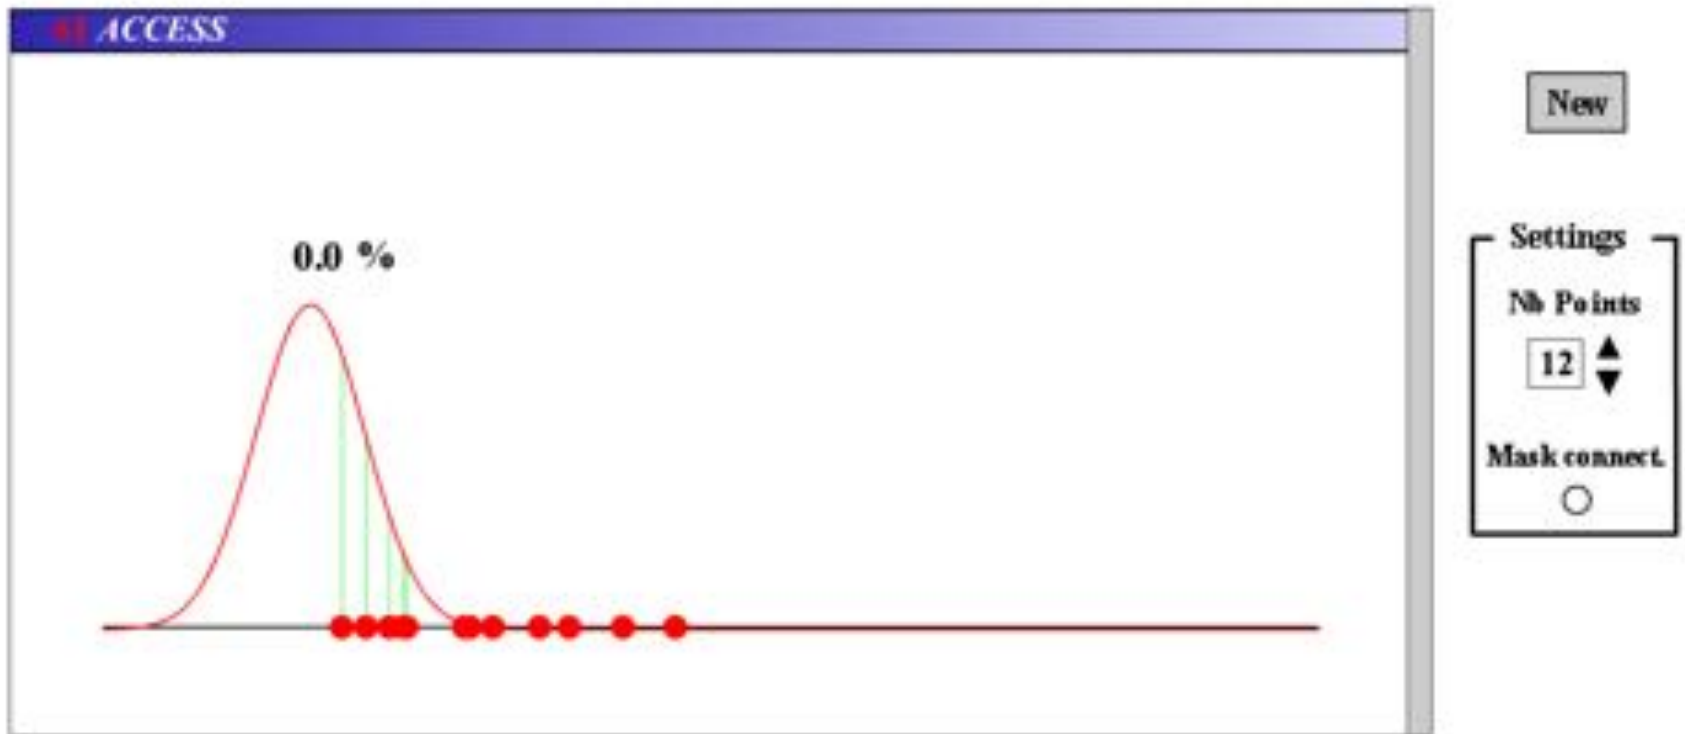 ACCESS
New
Settings
Nb Points
12
Mask connect.
0.0 %